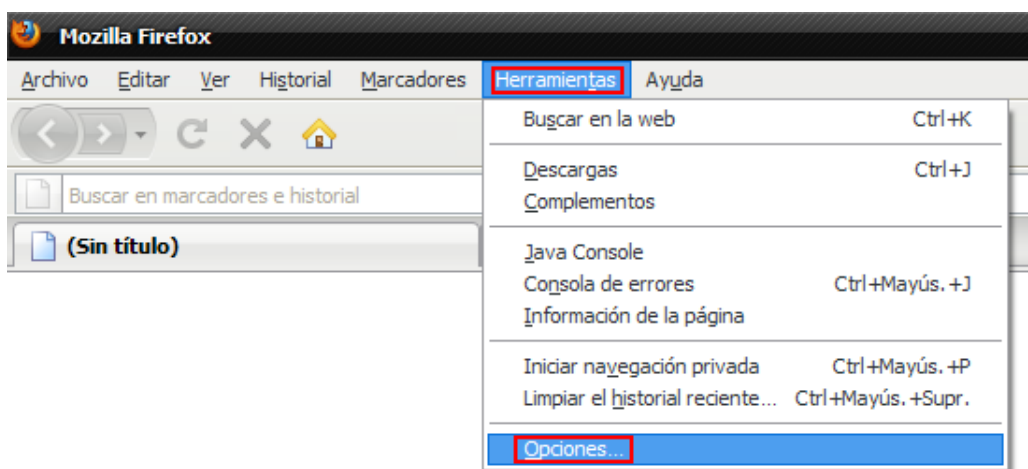 Mozilla Firefox
Archivo Editar Ver Historial Marcadores Herramientas Ayuda
Buscar en la web Ctrl+K
Descargas Ctrl+J
Complementos
Java Console
Consola de errores Ctrl+Mayús.+J
Información de la página
Iniciar navegación privada Ctrl+Mayús.+P
Limpiar el historial reciente... Ctrl+Mayús.+Supr.
Opciones...
Buscar en marcadores e historial
(Sin título)